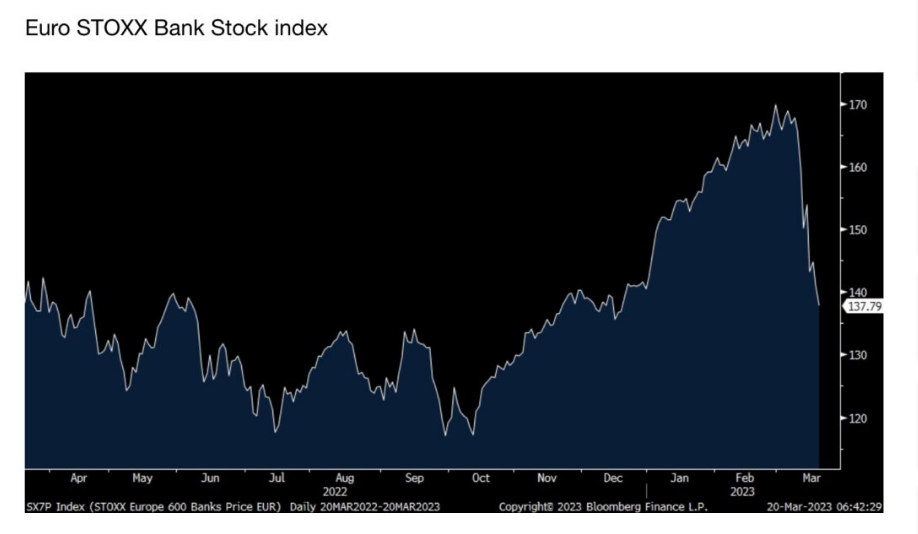 Euro STOXX Bank Stock index
170
160
150
140
137.79
130
120
Apr May Jun Jul Aug Sep Oct Nov Dec Jan Feb Mar
2022 2023
SX7P Index (STOXX Europe 600 Banks Price EUR) Daily 20MAR2022-20MAR2023 Copyright© 2023 Bloomberg Finance L.P. 20-Mar-2023 06:42:29